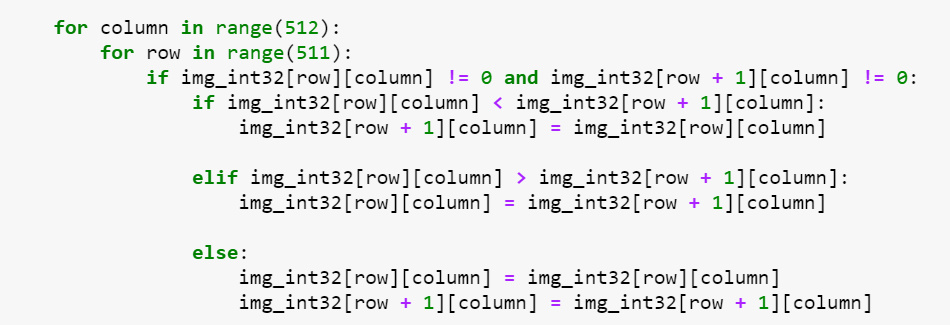 for column in range(512):
    for row in range(511):
        if img_int32[row][column] != 0 and img_int32[row + 1][column] != 0:
            if img_int32[row][column] < img_int32[row + 1][column]:
                img_int32[row + 1][column] = img_int32[row][column]
            elif img_int32[row][column] > img_int32[row + 1][column]:
                img_int32[row][column] = img_int32[row + 1][column]
            else:
                img_int32[row][column] = img_int32[row][column]
                img_int32[row + 1][column] = img_int32[row + 1][column]